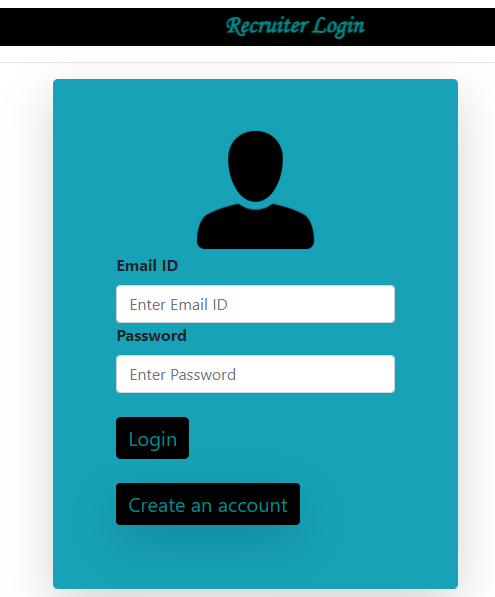 Recruiter Login
Email ID
Enter Email ID
Password
Enter Password
Login
Create an account